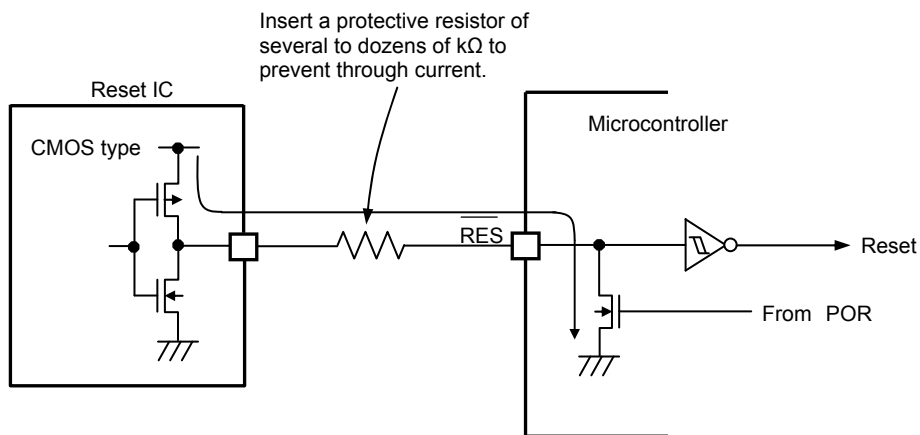 Insert a protective resistor of
several to dozens of kΩ to
prevent through current.
Reset IC
Microcontroller
CMOS type
RES
Reset
From POR